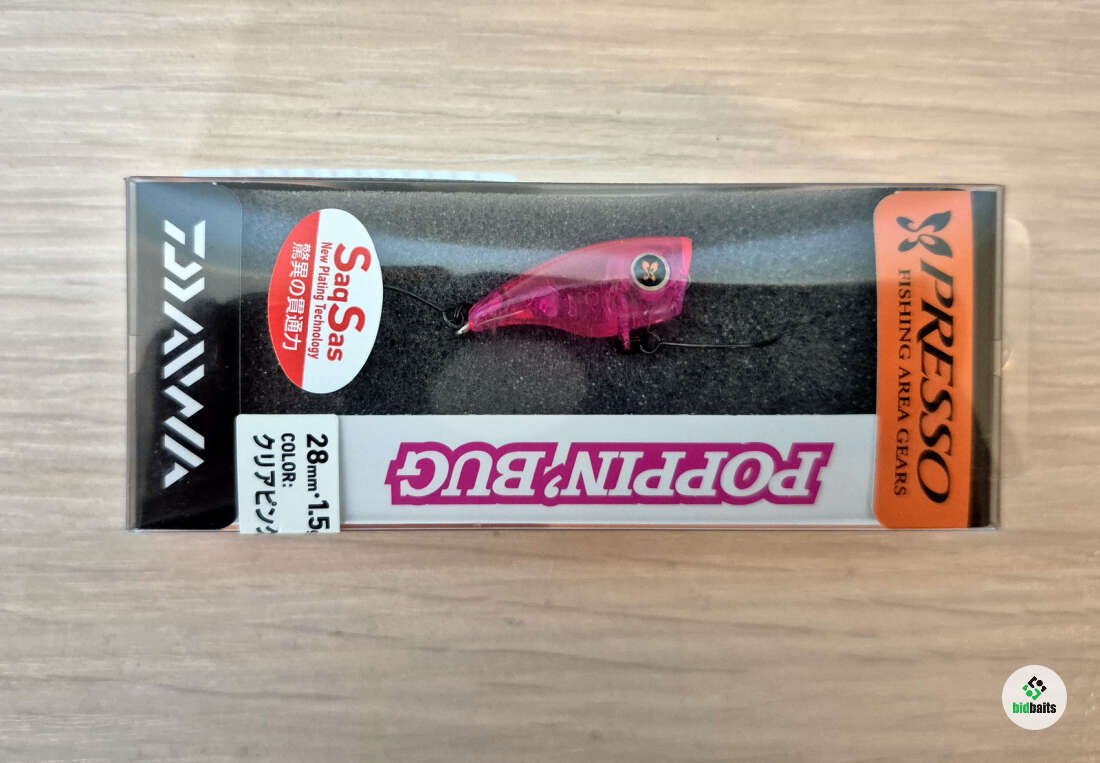 DAIWA
SaqSas
New Plating Technology
驚異の貫通力
28mm・1.5
COLOR:
クリアピンク
POPPIN' BUG
PRESSO
FISHING AREA GEARS
bidbaits